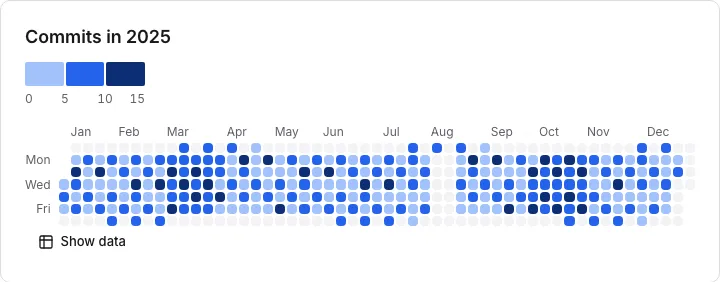 Commits in 2025
0 5 10 15
Jan Feb Mar Apr May Jun Jul Aug Sep Oct Nov Dec
Mon
Wed
Fri
Show data